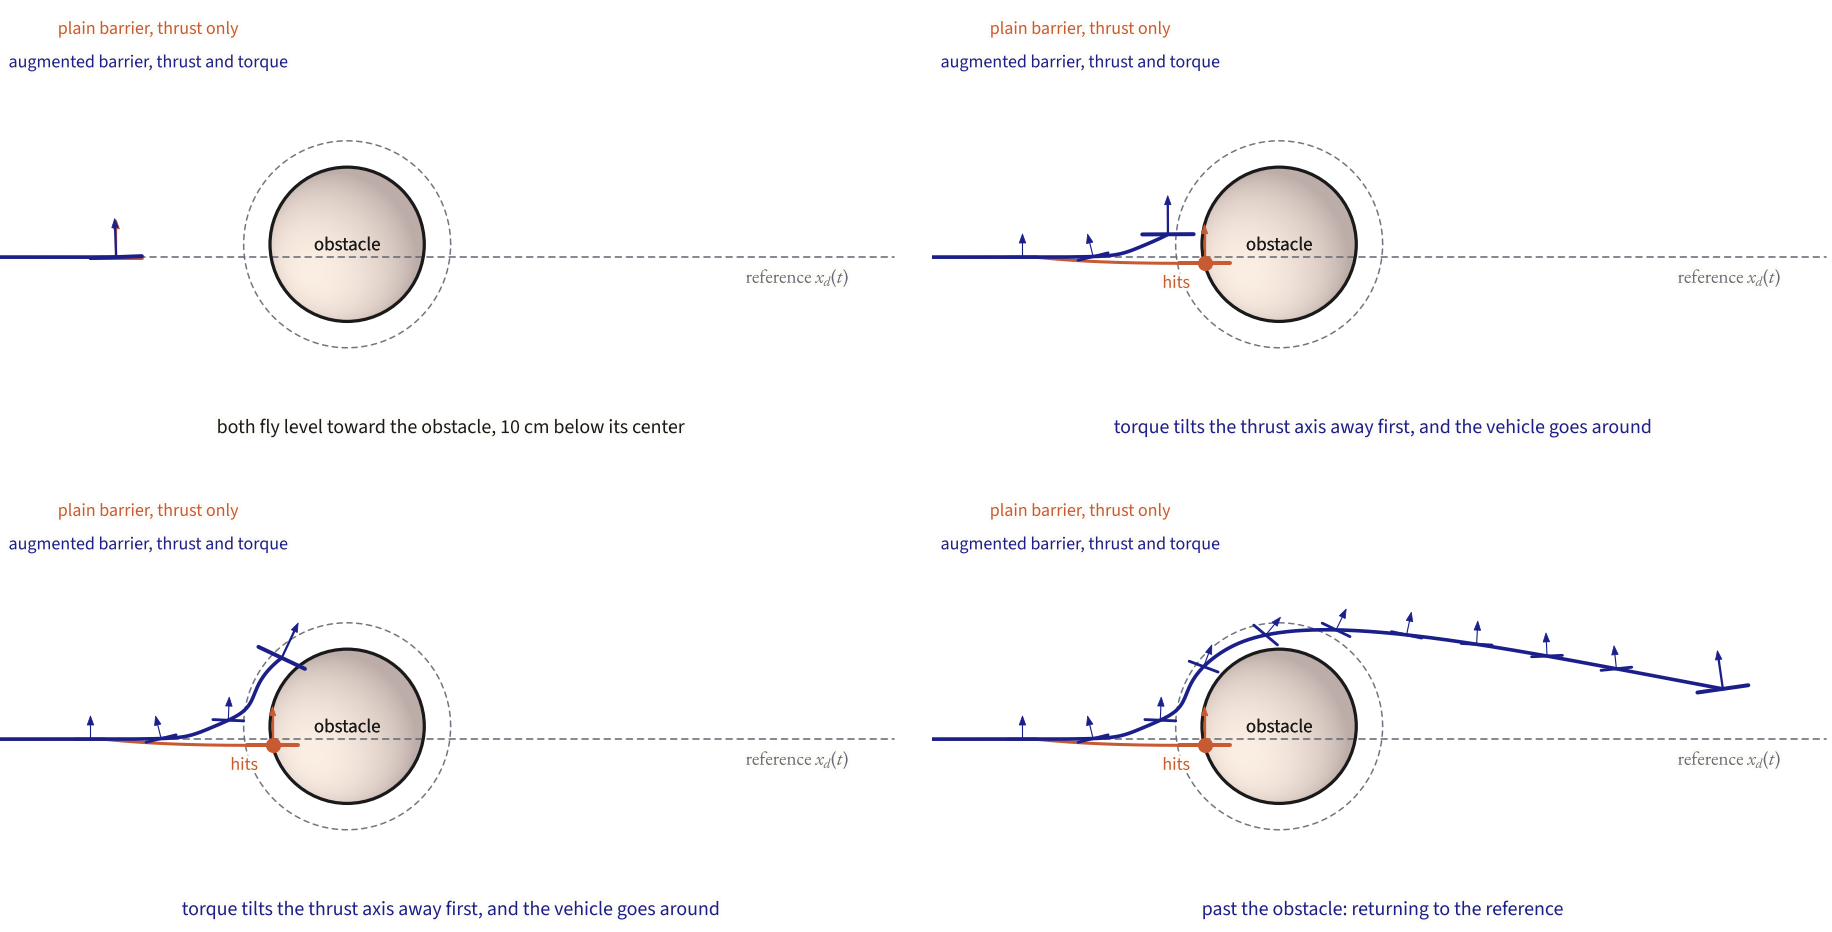 plain barrier, thrust only
augmented barrier, thrust and torque
obstacle
reference x_d(t)
both fly level toward the obstacle, 10 cm below its center
plain barrier, thrust only
augmented barrier, thrust and torque
obstacle
hits
reference x_d(t)
torque tilts the thrust axis away first, and the vehicle goes around
plain barrier, thrust only
augmented barrier, thrust and torque
obstacle
hits
reference x_d(t)
torque tilts the thrust axis away first, and the vehicle goes around
plain barrier, thrust only
augmented barrier, thrust and torque
obstacle
hits
reference x_d(t)
past the obstacle: returning to the reference